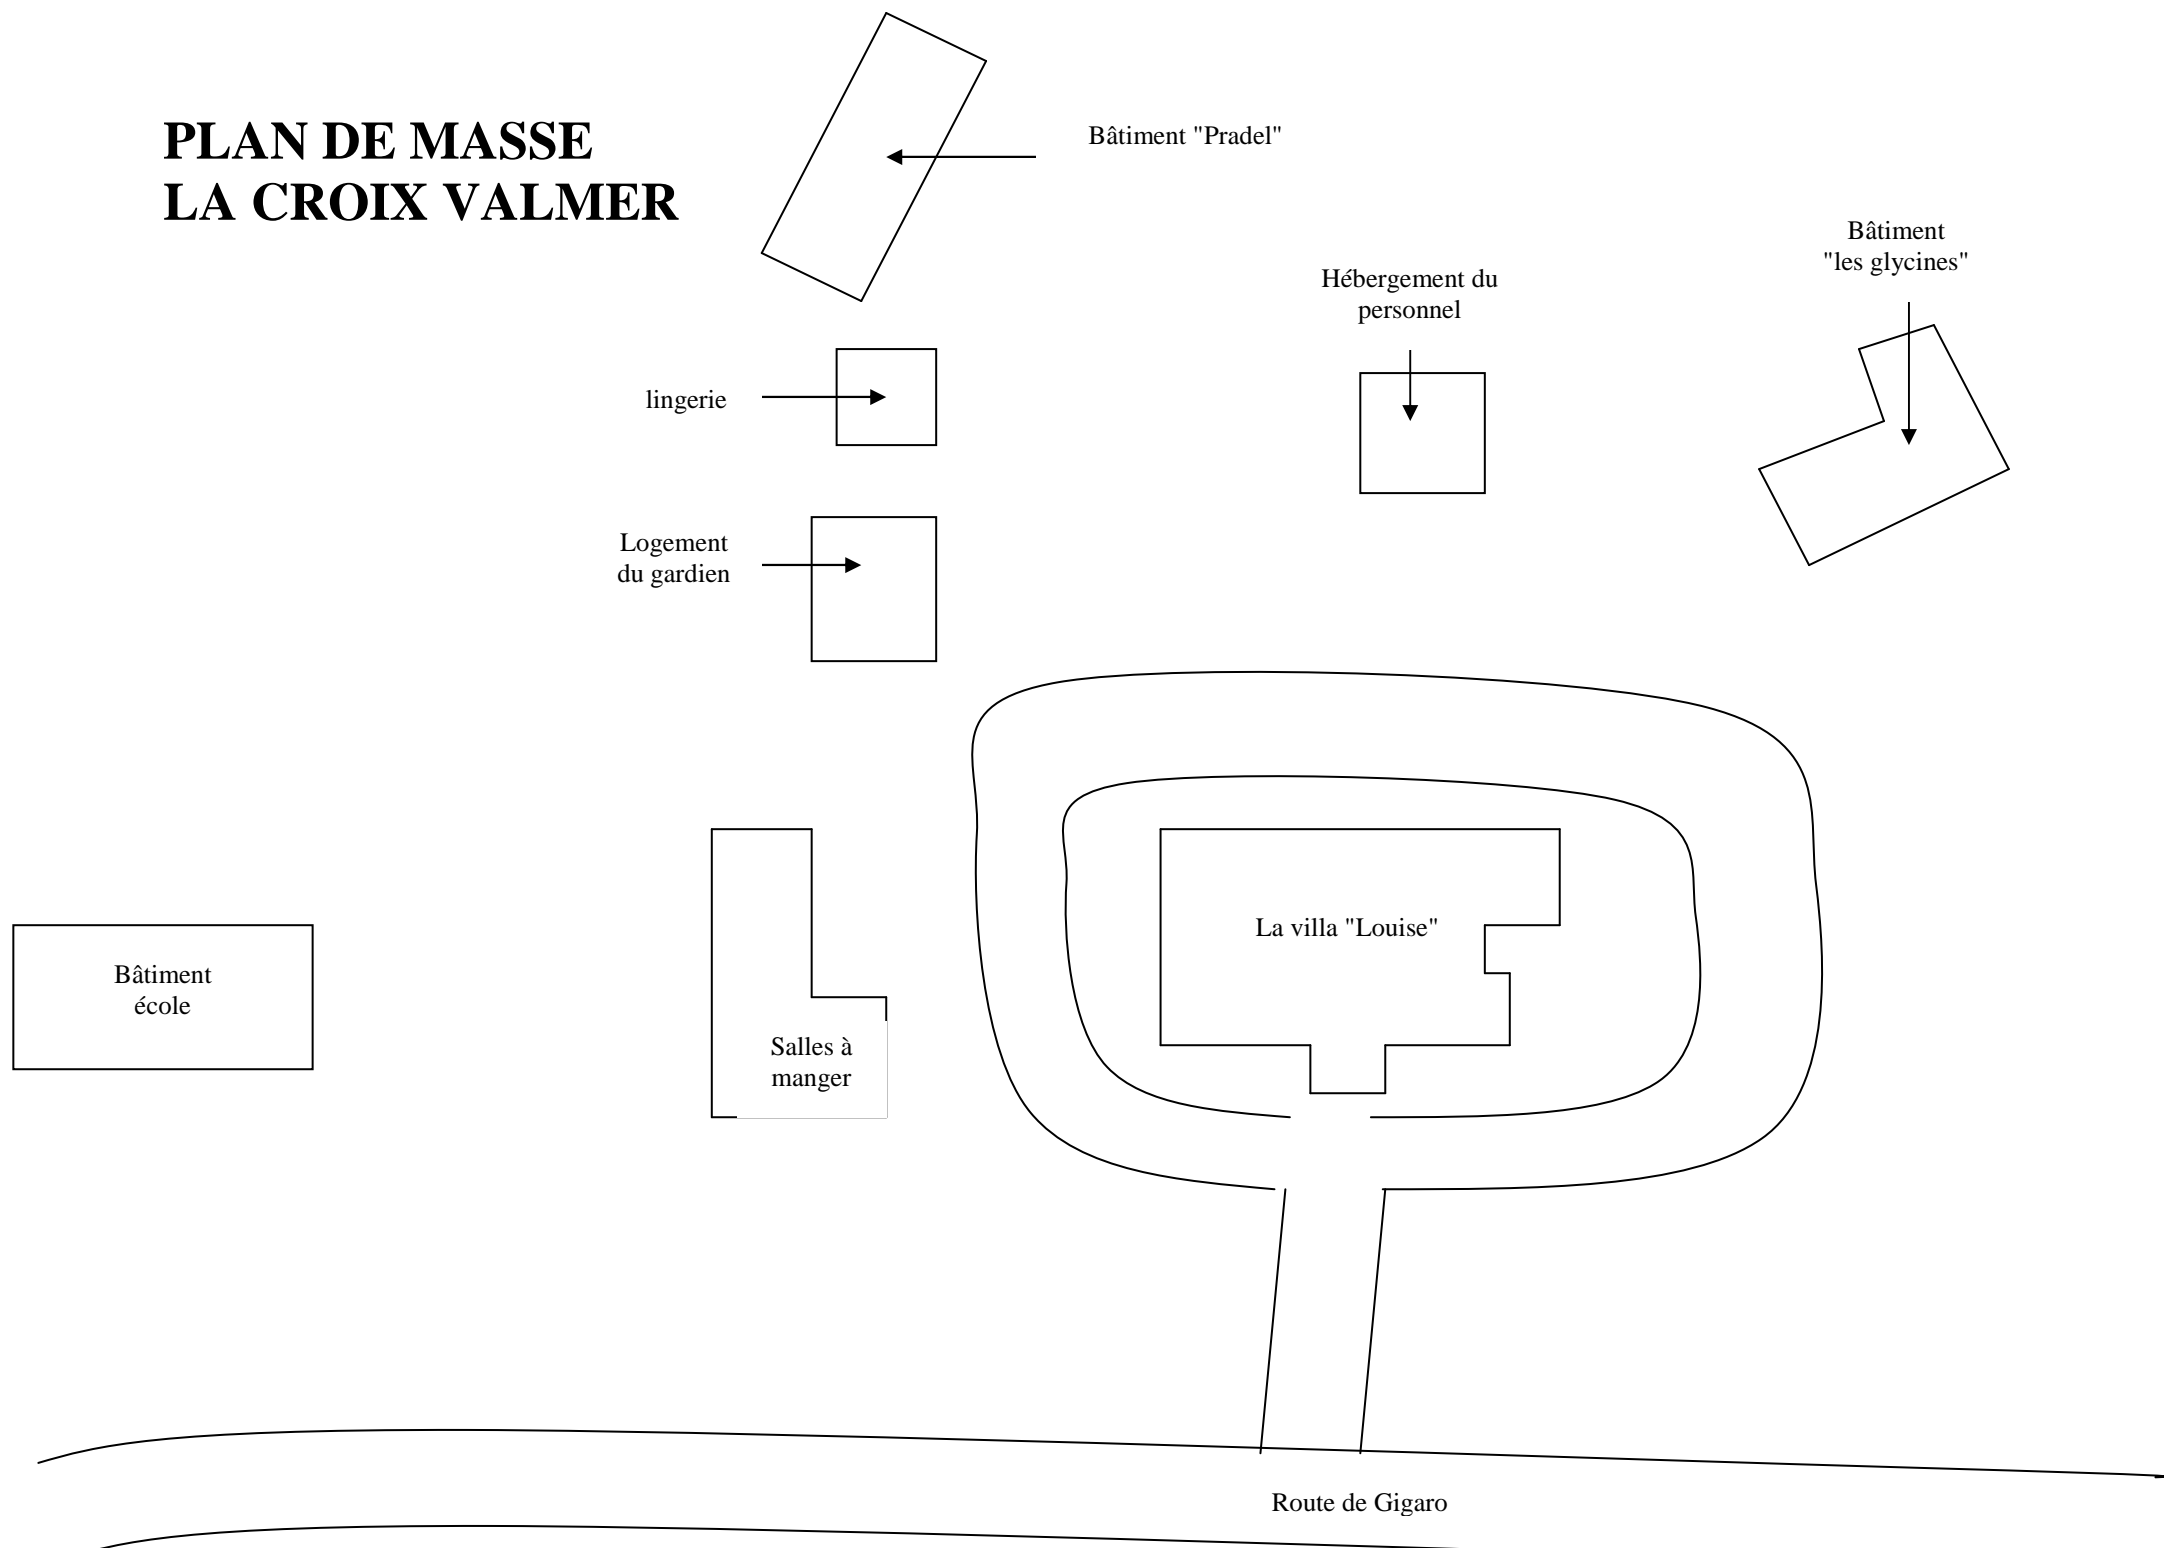 PLAN DE MASSE
LA CROIX VALMER
Bâtiment "Pradel"
Bâtiment
"les glycines"
Hébergement du
personnel
lingerie
Logement
du gardien
La villa "Louise"
Bâtiment
école
Salles à
manger
Route de Gigaro